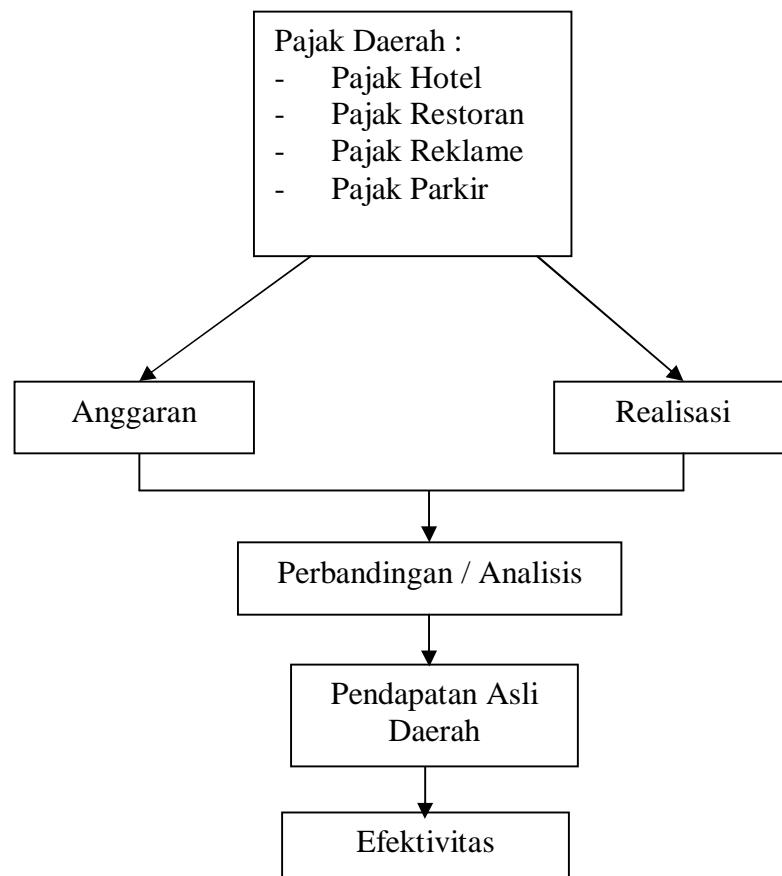 Pajak Daerah :
- Pajak Hotel
- Pajak Restoran
- Pajak Reklame
- Pajak Parkir
Anggaran
Realisasi
Perbandingan / Analisis
Pendapatan Asli
Daerah
Efektivitas